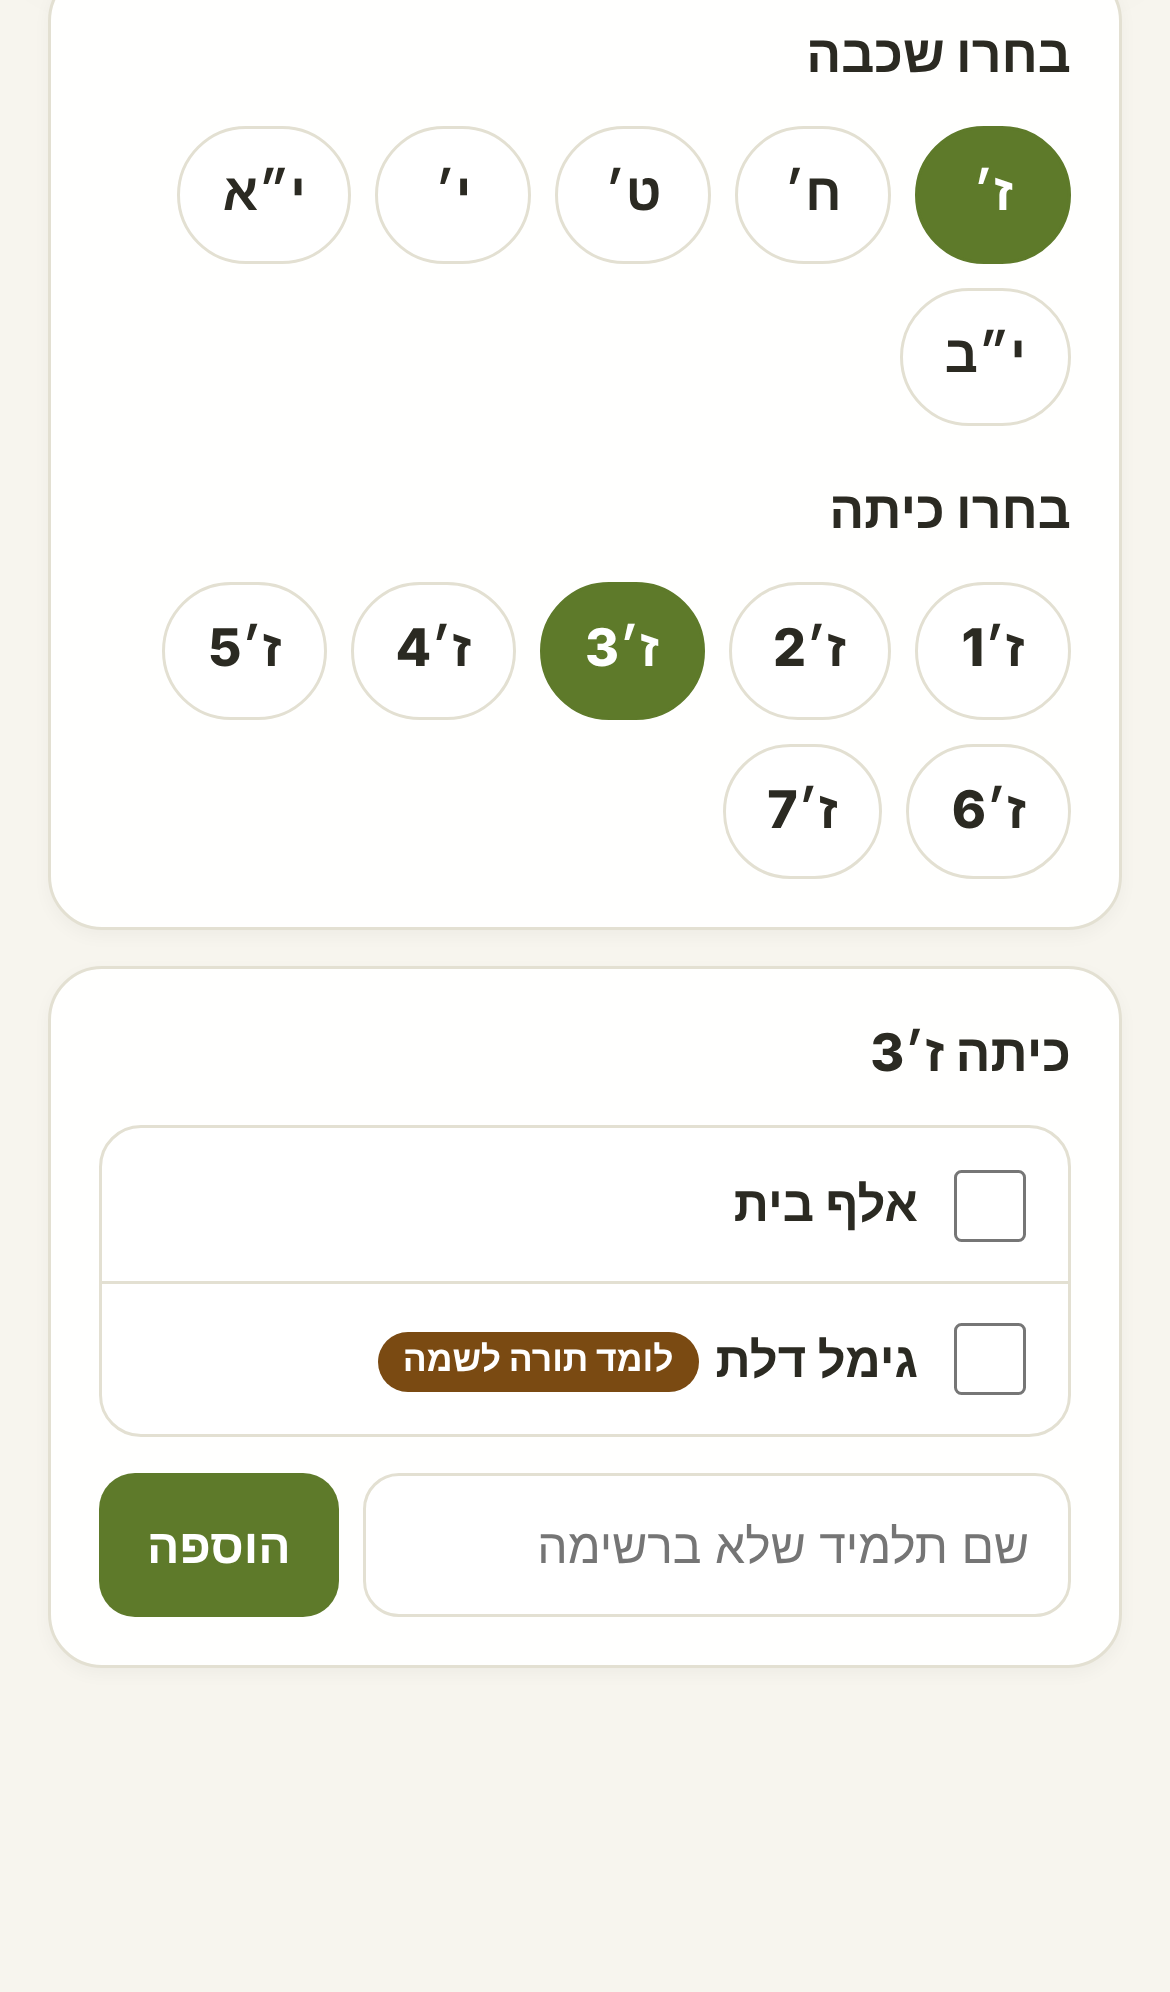 בחרו שכבה
ז׳ ח׳ ט׳ י׳ י״א
י״ב
בחרו כיתה
ז׳1 ז׳2 ז׳3 ז׳4 ז׳5
ז׳6 ז׳7
כיתה ז׳3
אלף בית
גימל דלת לומד תורה לשמה
שם תלמיד שלא ברשימה הוספה